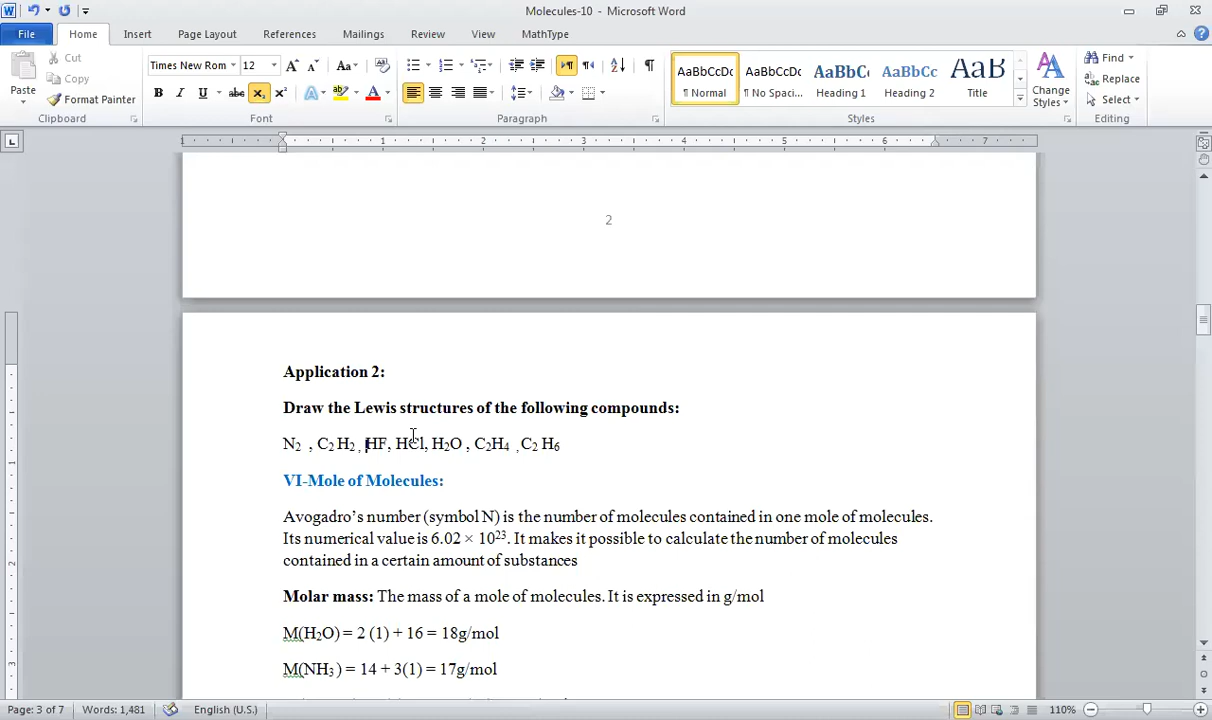 Molecules-10 - Microsoft Word
File Home Insert Page Layout References Mailings Review View MathType
Paste Cut Copy Format Painter Clipboard
Times New Rom 12 Aa B I U abc X₂ X² A ab A Font
Paragraph
AaBbCcDc ¶ Normal AaBbCcDc ¶ No Spaci... AaBbCc Heading 1 AaBbCc Heading 2 AaB Title Styles
Change Styles
Find Replace Select Editing
2
Application 2:
Draw the Lewis structures of the following compounds:
N₂ , C₂ H₂ , HF, HCl, H₂O , C₂H₄ , C₂ H₆
VI-Mole of Molecules:
Avogadro’s number (symbol N) is the number of molecules contained in one mole of molecules.
Its numerical value is 6.02 × 10²³. It makes it possible to calculate the number of molecules
contained in a certain amount of substances
Molar mass: The mass of a mole of molecules. It is expressed in g/mol
M(H₂O) = 2 (1) + 16 = 18g/mol
M(NH₃ ) = 14 + 3(1) = 17g/mol
Page: 3 of 7 Words: 1,481 English (U.S.) 110%